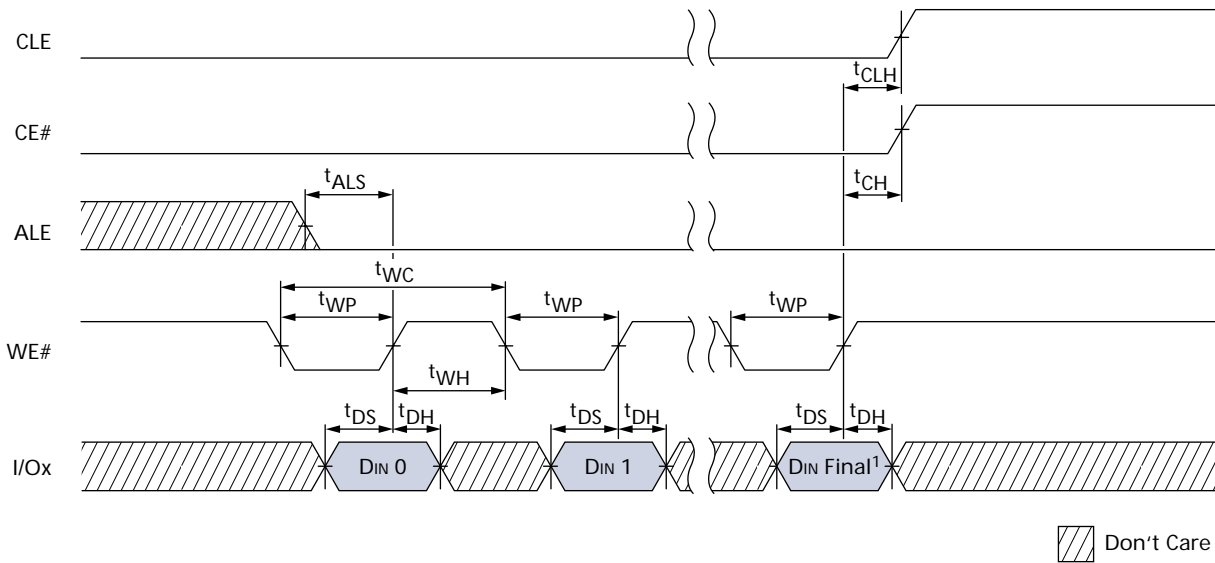 CLE
tCLH
CE#
tCH
tALS
ALE
tWC
tWP tWP tWP
WE#
tWH
tDS tDH tDS tDH tDS tDH
I/Ox DIN 0 DIN 1 DIN Final1
Don't Care